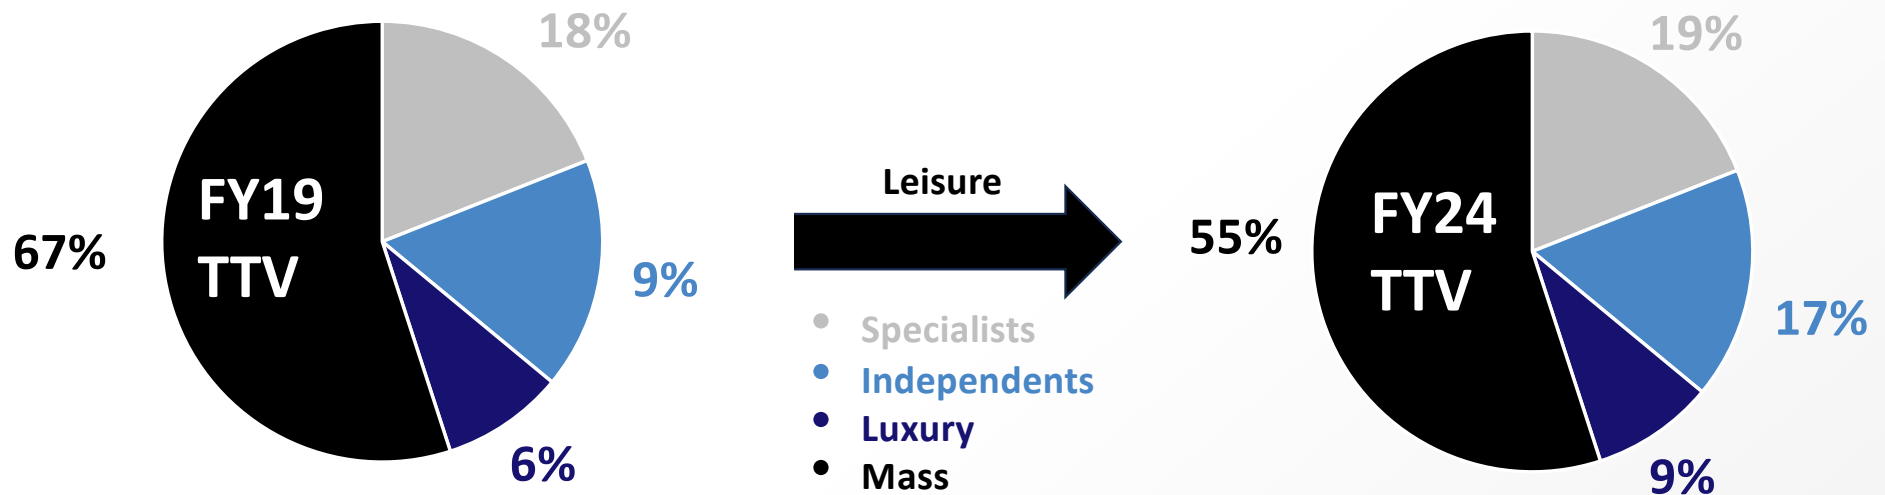 18%
FY19
TTV
67%
9%
6%
Leisure
• Specialists
• Independents
• Luxury
• Mass
19%
FY24
TTV
55%
17%
9%